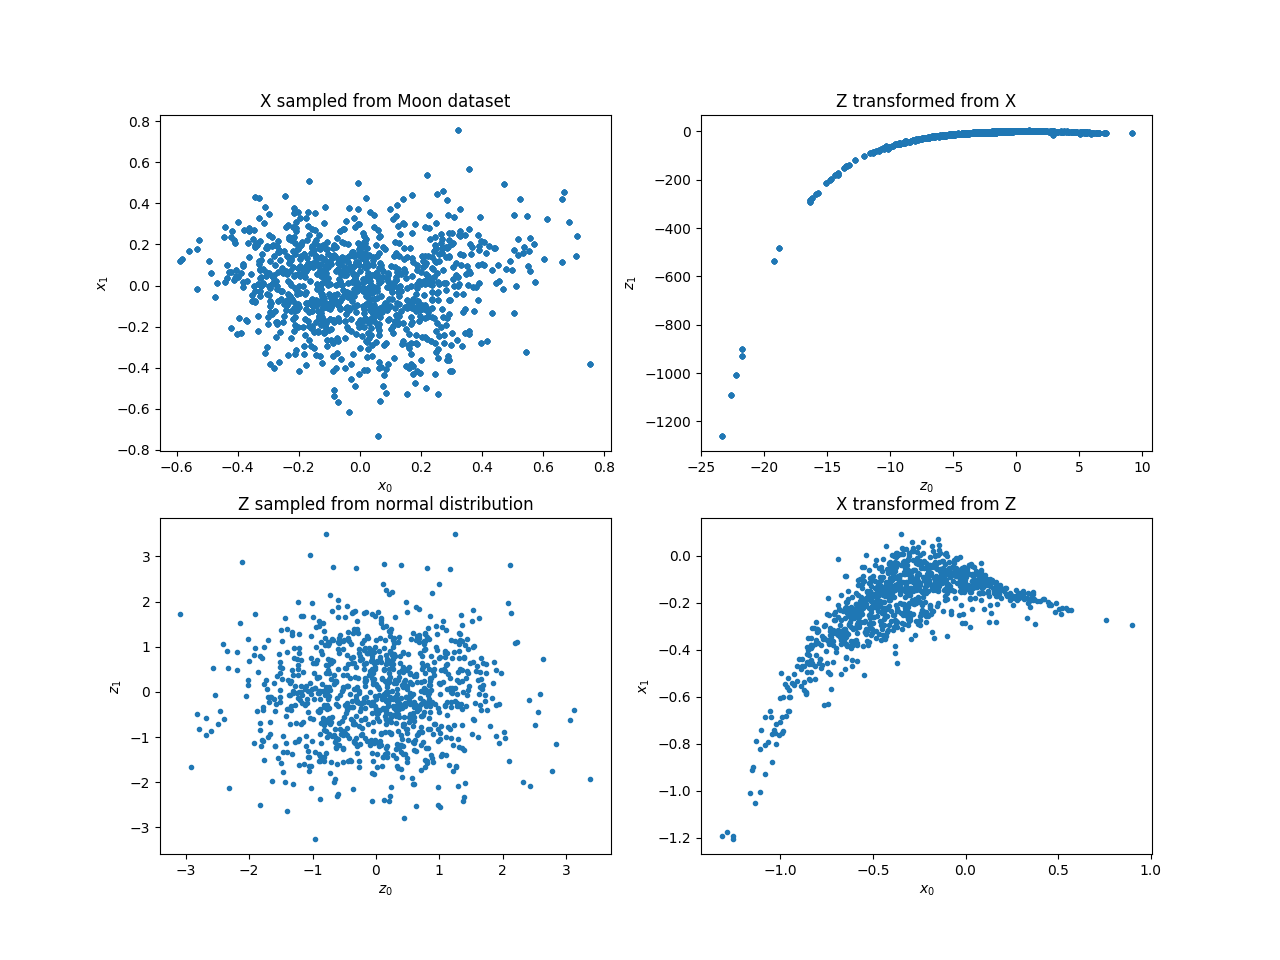 X sampled from Moon dataset
0.8
0.6
0.4
0.2
0.0
−0.2
−0.4
−0.6
−0.8
x₁
−0.6 −0.4 −0.2 0.0 0.2 0.4 0.6 0.8
x₀
Z transformed from X
0
−200
−400
−600
−800
−1000
−1200
z₁
−25 −20 −15 −10 −5 0 5 10
z₀
Z sampled from normal distribution
3
2
1
0
−1
−2
−3
z₁
−3 −2 −1 0 1 2 3
z₀
X transformed from Z
0.0
−0.2
−0.4
−0.6
−0.8
−1.0
−1.2
x₁
−1.0 −0.5 0.0 0.5 1.0
x₀